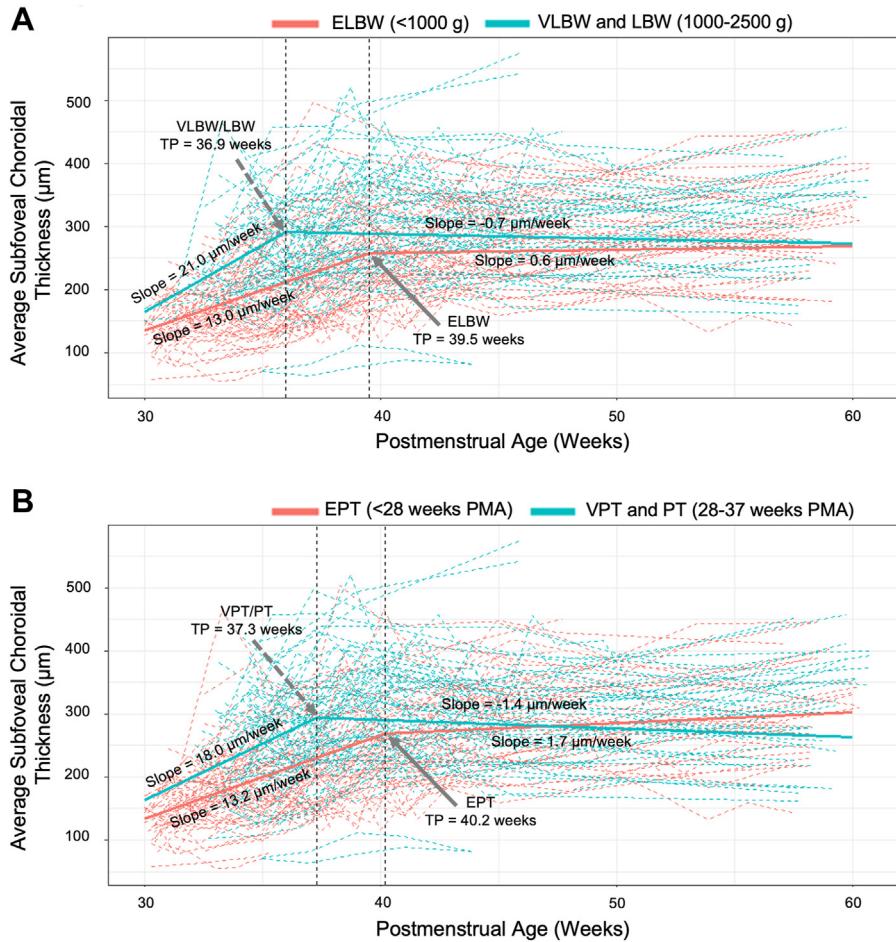 A
ELBW (<1000 g)
VLBW and LBW (1000-2500 g)
Average Subfoveal Choroidal
Thickness (µm)
500
400
300
200
100
VLBW/LBW
TP = 36.9 weeks
Slope = 21.0 µm/week
Slope = 13.0 µm/week
Slope = -0.7 µm/week
Slope = 0.6 µm/week
ELBW
TP = 39.5 weeks
30
40
50
60
Postmenstrual Age (Weeks)
B
EPT (<28 weeks PMA)
VPT and PT (28-37 weeks PMA)
Average Subfoveal Choroidal
Thickness (µm)
500
400
300
200
100
VPT/PT
TP = 37.3 weeks
Slope = 18.0 µm/week
Slope = 13.2 µm/week
Slope = -1.4 µm/week
Slope = 1.7 µm/week
EPT
TP = 40.2 weeks
30
40
50
60
Postmenstrual Age (Weeks)